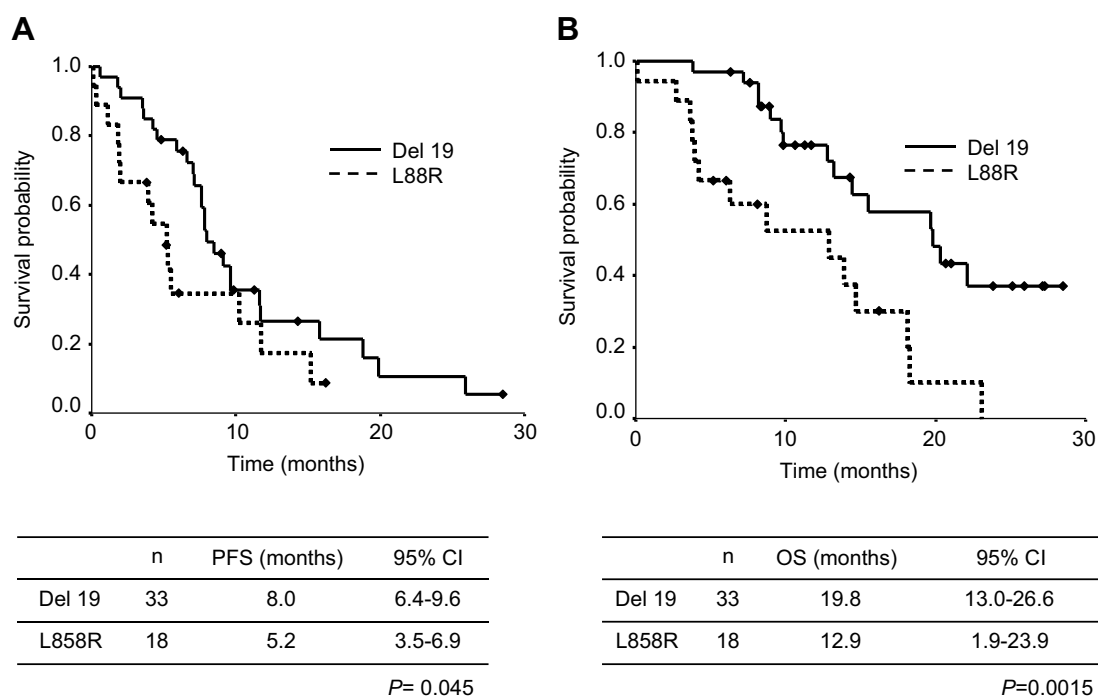 A
Survival probability
1.0
0.8
0.6
0.4
0.2
0.0
Del 19
L88R
0 10 20 30
Time (months)
n PFS (months) 95% CI
Del 19 33 8.0 6.4-9.6
L858R 18 5.2 3.5-6.9
P= 0.045
B
Survival probability
1.0
0.8
0.6
0.4
0.2
0.0
Del 19
L88R
0 10 20 30
Time (months)
n OS (months) 95% CI
Del 19 33 19.8 13.0-26.6
L858R 18 12.9 1.9-23.9
P=0.0015